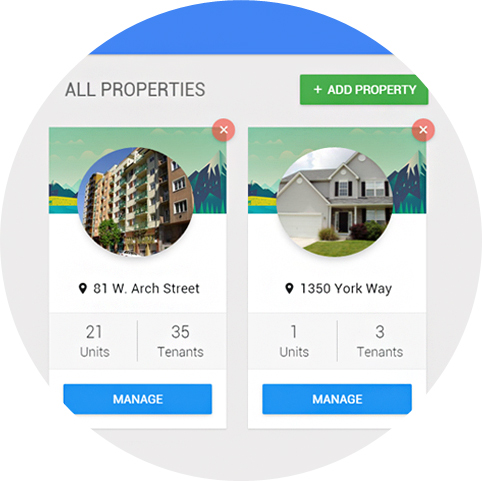 ALL PROPERTIES
+ ADD PROPERTY
81 W. Arch Street
21
Units
35
Tenants
MANAGE
1350 York Way
1
Units
3
Tenants
MANAGE